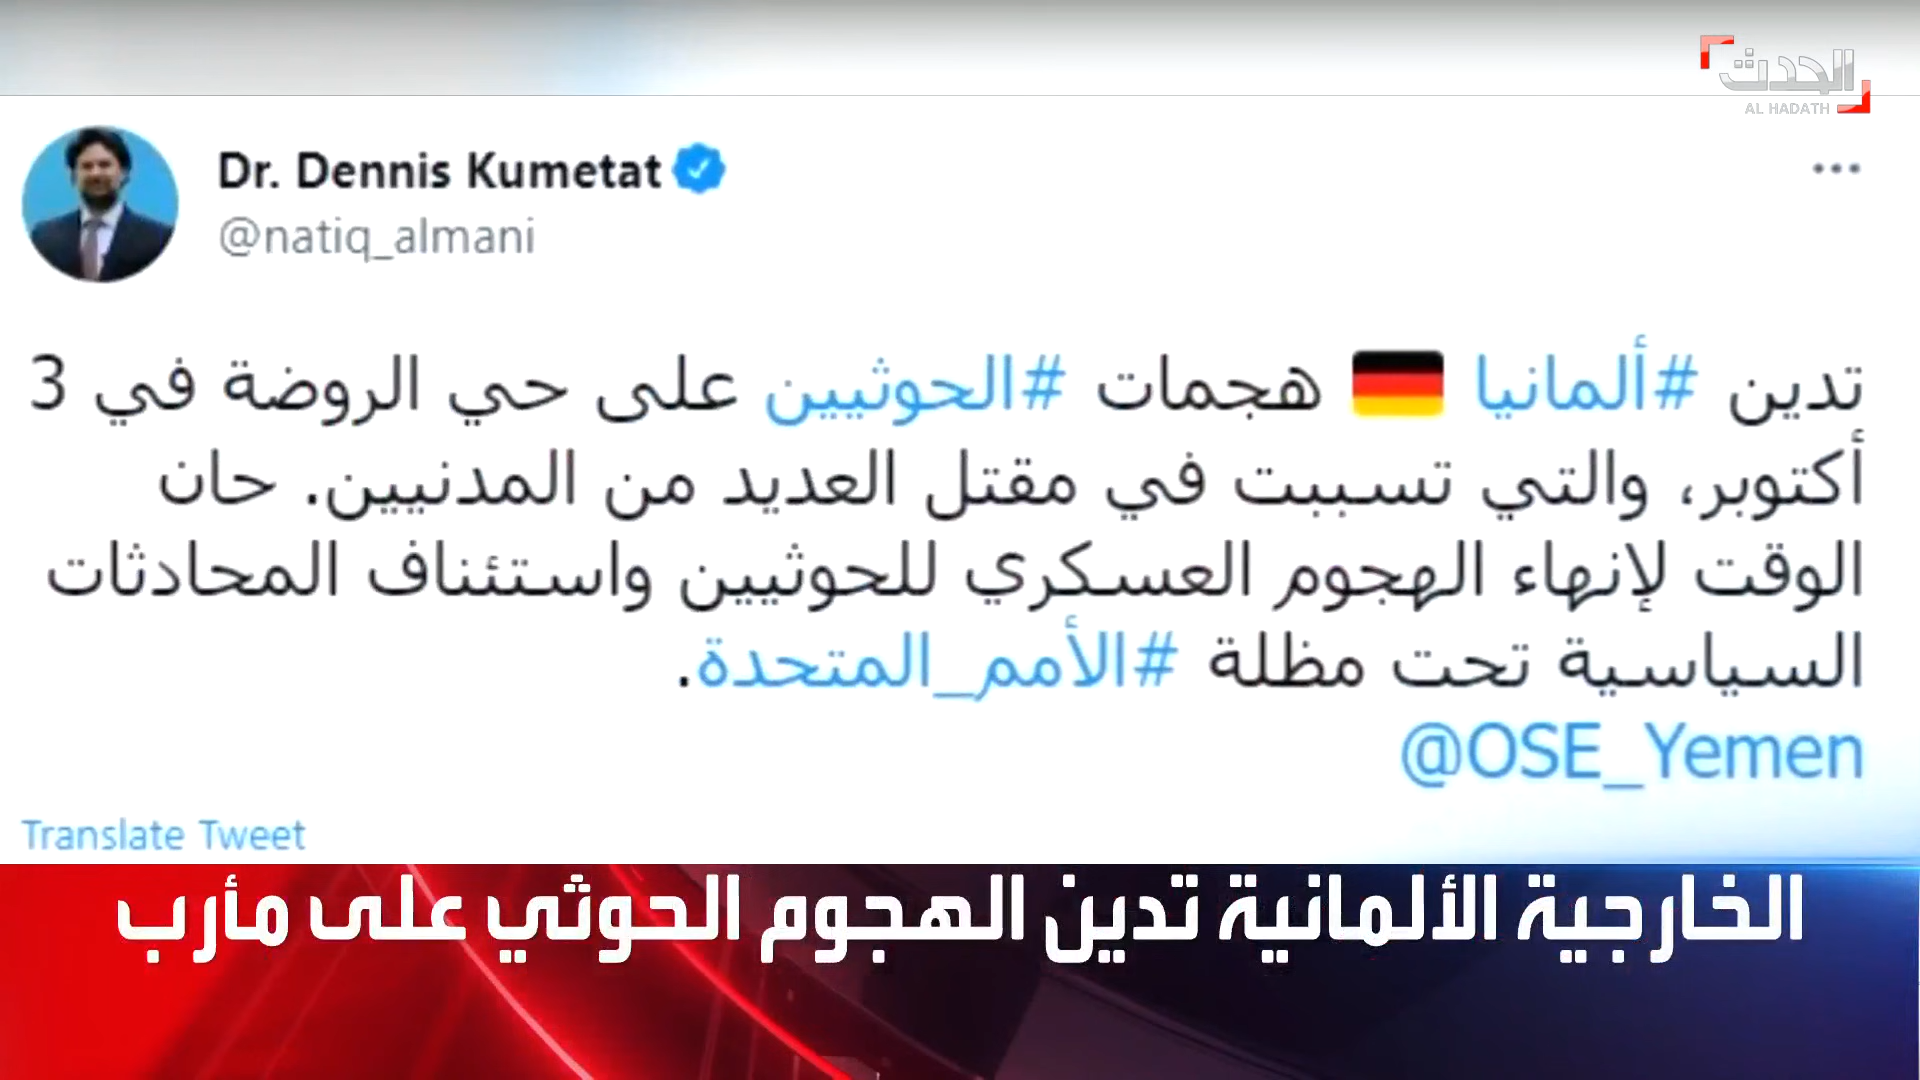 الحدث
AL HADATH
Dr. Dennis Kumetat
@natiq_almani
تدين #ألمانيا هجمات #الحوثيين على حي الروضة في 3
أكتوبر، والتي تسببت في مقتل العديد من المدنيين. حان
الوقت لإنهاء الهجوم العسكري للحوثيين واستئناف المحادثات
السياسية تحت مظلة #الأمم_المتحدة.
@OSE_Yemen
Translate Tweet
الخارجية الألمانية تدين الهجوم الحوثي على مأرب